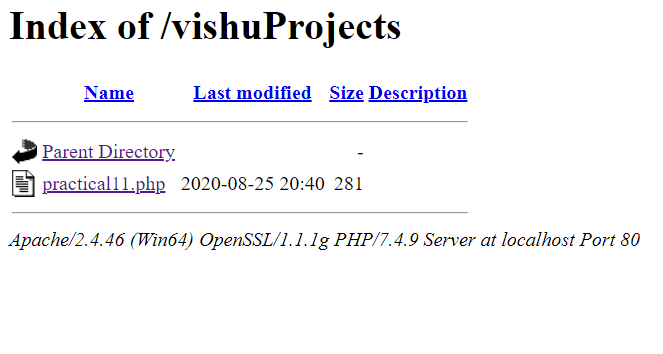 Index of /vishuProjects
Name Last modified Size Description
Parent Directory -
practical11.php 2020-08-25 20:40 281
Apache/2.4.46 (Win64) OpenSSL/1.1.1g PHP/7.4.9 Server at localhost Port 80